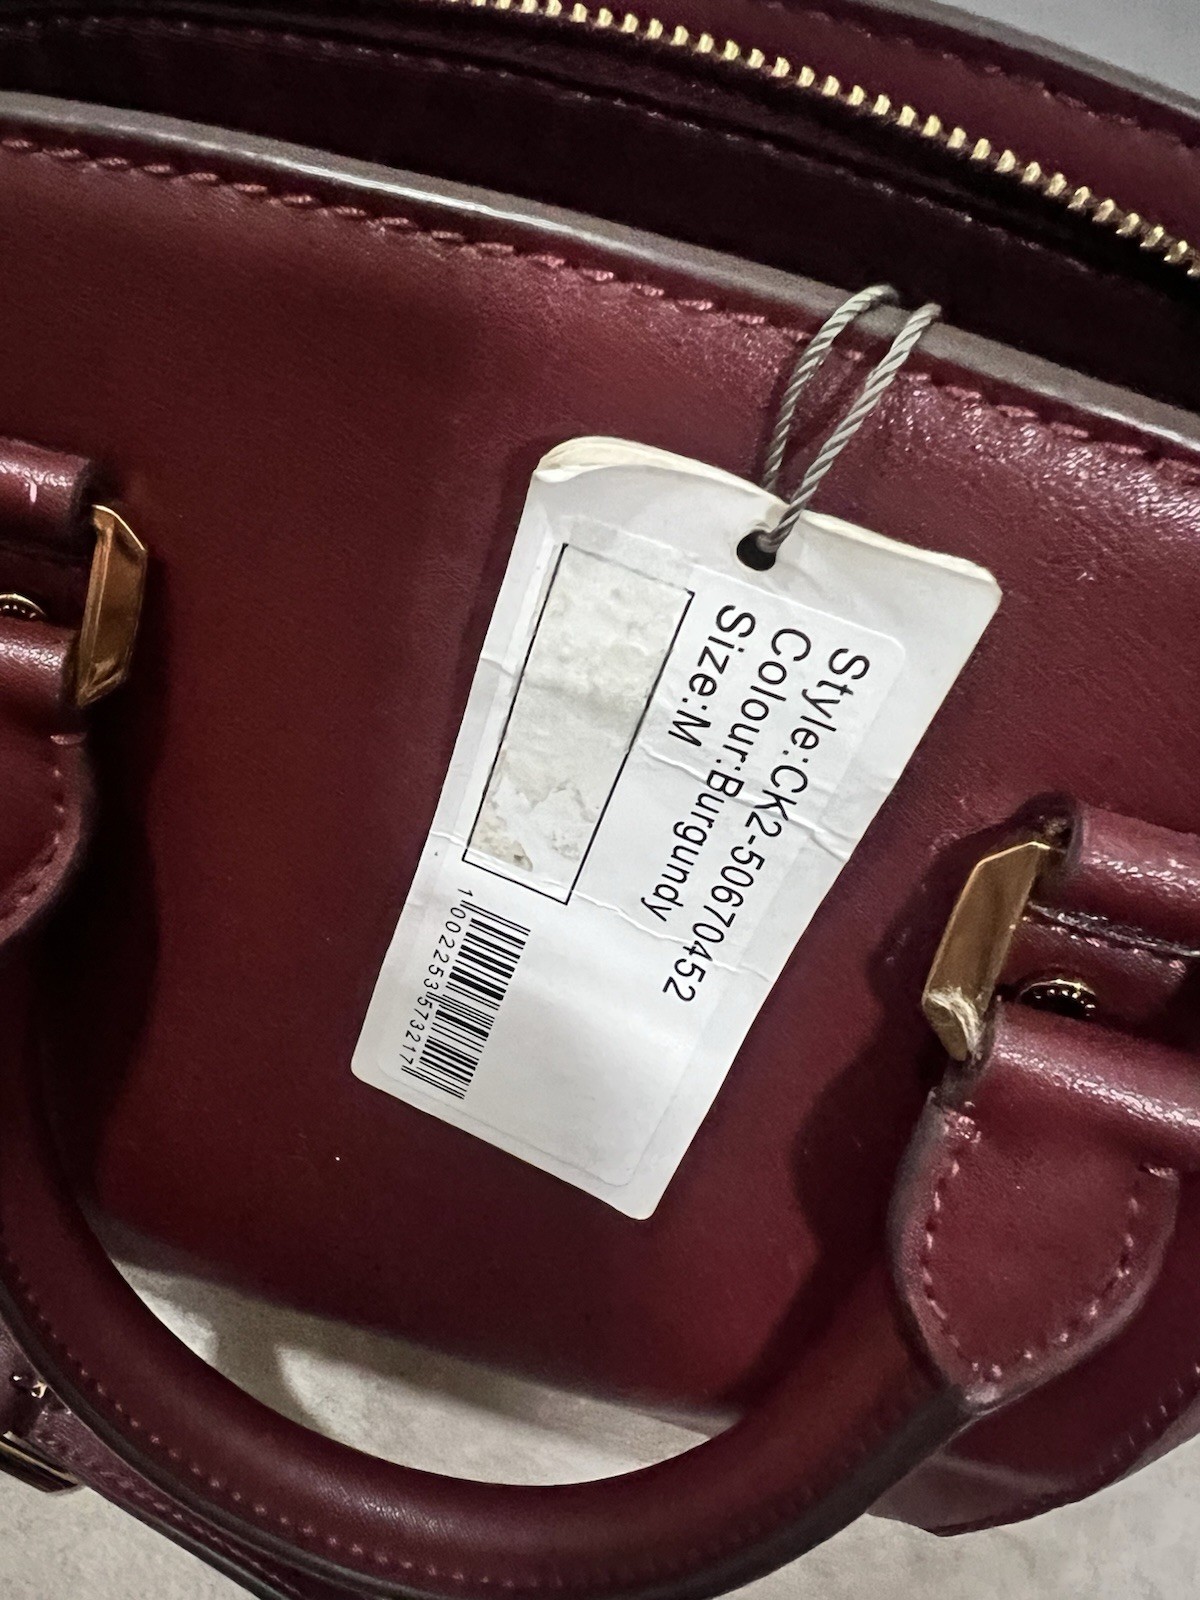 Style:CK2-50670452
Colour:Burgundy
Size:M
1002253573217